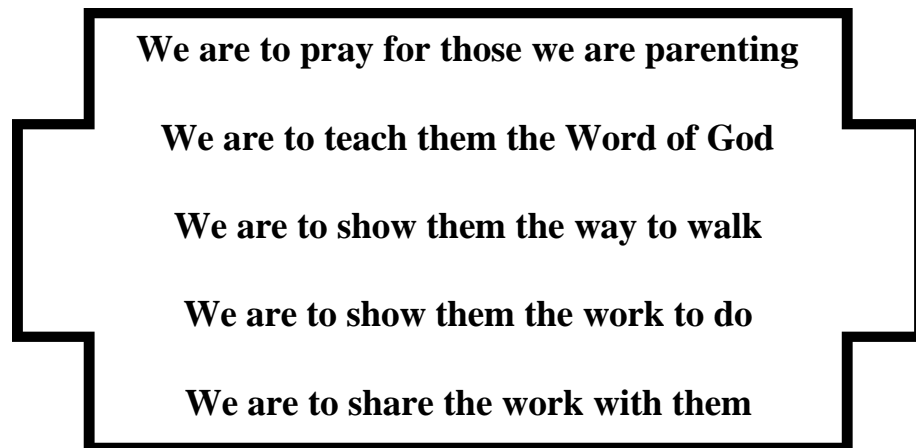 We are to pray for those we are parenting
We are to teach them the Word of God
We are to show them the way to walk
We are to show them the work to do
We are to share the work with them